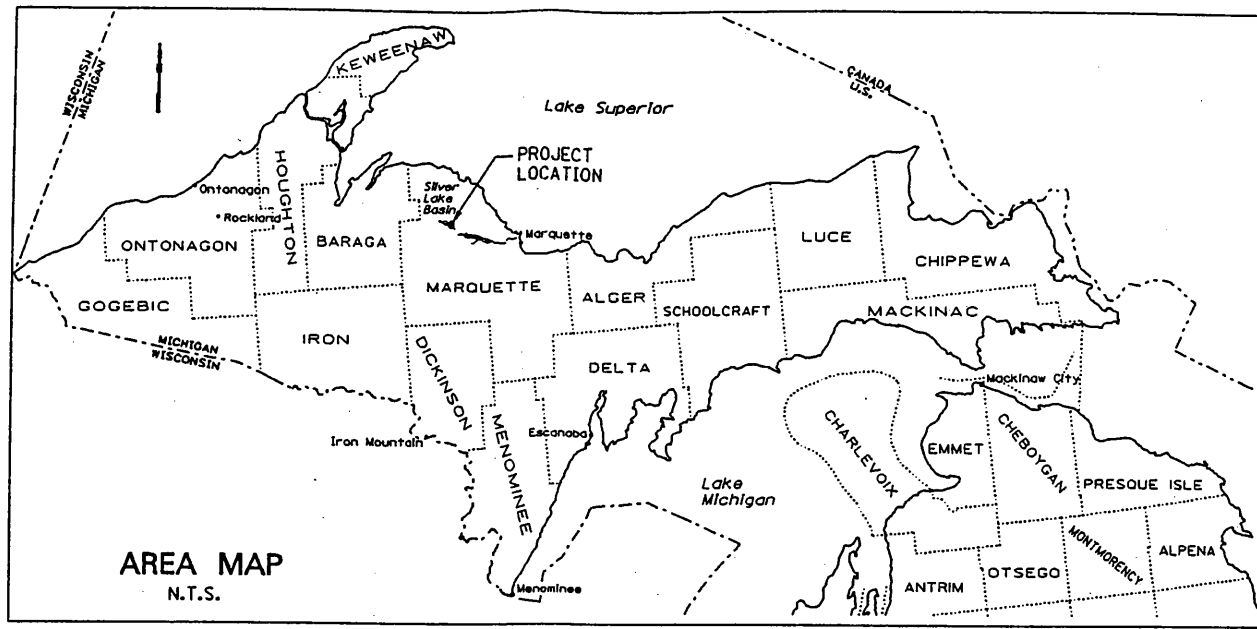 KEWEENAW
WISCONSIN
MICHIGAN
CANADA
U.S.
Lake Superior
PROJECT
LOCATION
HOUGHTON
Silver
Lake
Basin
Ontonagon
Rockland
Marquette
ONTONAGON
BARAGA
LUCE
CHIPPEWA
GOGEBIC
MARQUETTE
ALGER
SCHOOLCRAFT
MACKINAC
IRON
MICHIGAN
WISCONSIN
DICKINSON
DELTA
Mackinaw City
MENOMINEE
Escanaba
Iron Mountain
CHARLEVOIX
EMMET
CHEBOYGAN
PRESQUE ISLE
Lake
Michigan
AREA MAP
N.T.S.
Menominee
ANTRIM
OTSEGO
MONTMORENCY
ALPENA